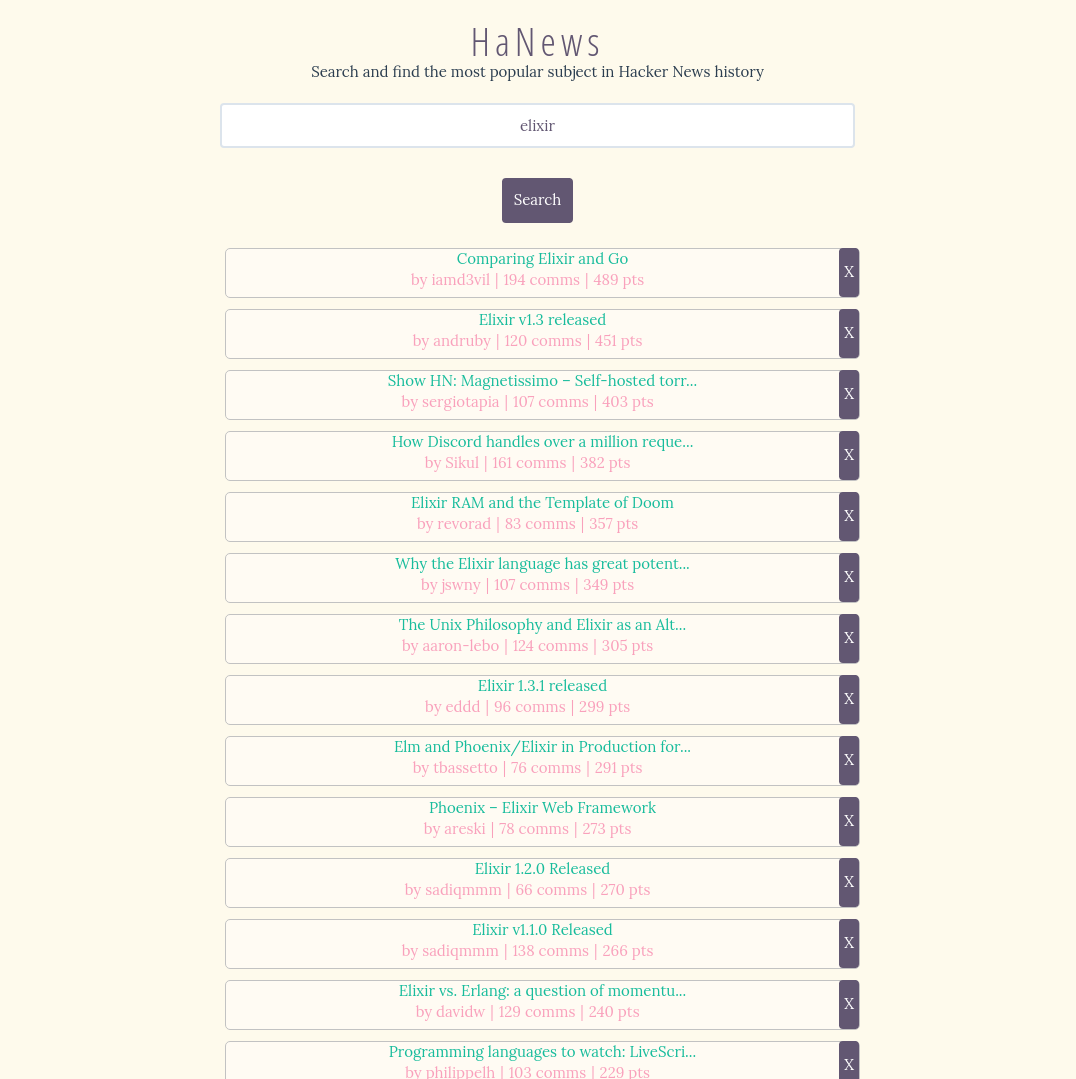 HaNews
Search and find the most popular subject in Hacker News history
elixir
Search
Comparing Elixir and Go
by iamd3vil | 194 comms | 489 pts
X
Elixir v1.3 released
by andruby | 120 comms | 451 pts
X
Show HN: Magnetissimo – Self-hosted torr...
by sergiotapia | 107 comms | 403 pts
X
How Discord handles over a million reque...
by Sikul | 161 comms | 382 pts
X
Elixir RAM and the Template of Doom
by revorad | 83 comms | 357 pts
X
Why the Elixir language has great potent...
by jswny | 107 comms | 349 pts
X
The Unix Philosophy and Elixir as an Alt...
by aaron-lebo | 124 comms | 305 pts
X
Elixir 1.3.1 released
by eddd | 96 comms | 299 pts
X
Elm and Phoenix/Elixir in Production for...
by tbassetto | 76 comms | 291 pts
X
Phoenix – Elixir Web Framework
by areski | 78 comms | 273 pts
X
Elixir 1.2.0 Released
by sadiqmmm | 66 comms | 270 pts
X
Elixir v1.1.0 Released
by sadiqmmm | 138 comms | 266 pts
X
Elixir vs. Erlang: a question of momentu...
by davidw | 129 comms | 240 pts
X
Programming languages to watch: LiveScri...
by philippelh | 103 comms | 229 pts
X